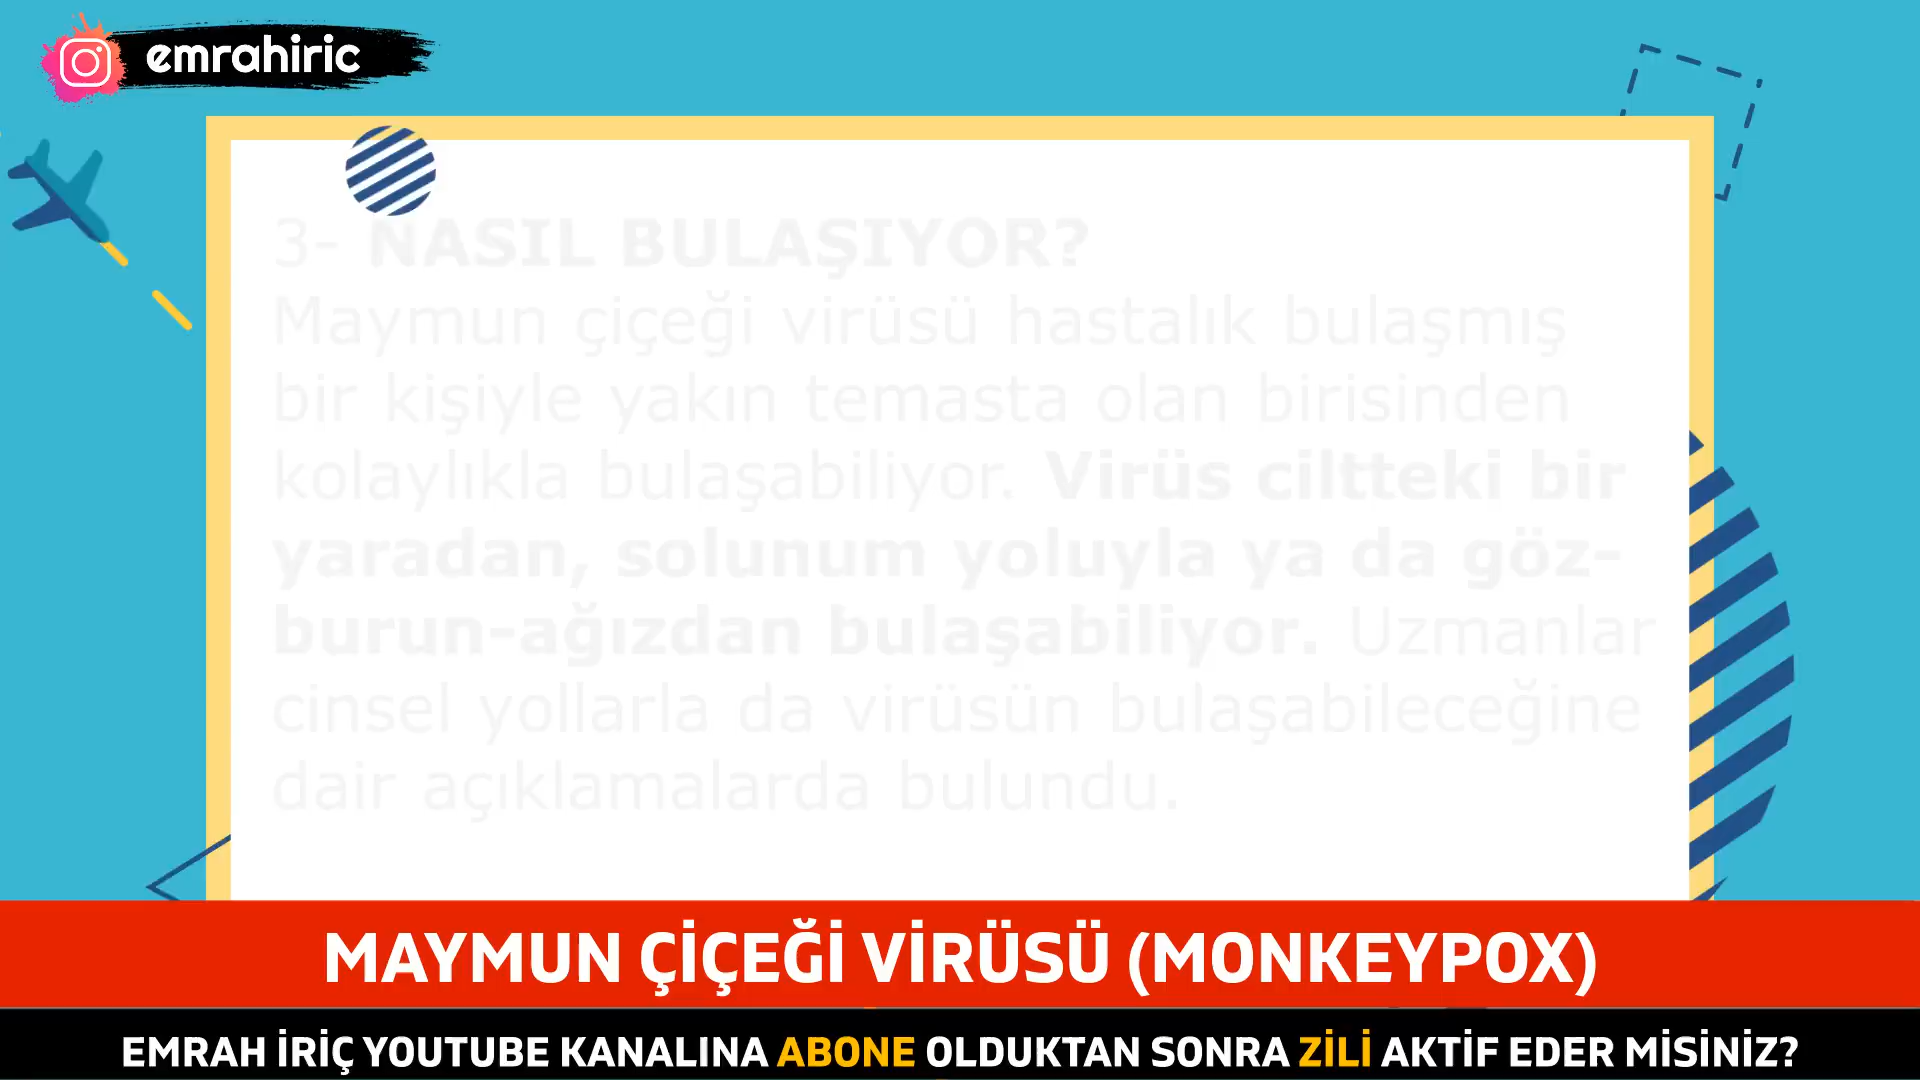 emrahiric
3- NASIL BULAŞIYOR?
Maymun çiçeği virüsü hastalık bulaşmış
bir kişiyle yakın temasta olan birisinden
kolaylıkla bulaşabiliyor. Virüs ciltteki bir
yaradan, solunum yoluyla ya da göz-
burun-ağızdan bulaşabiliyor. Uzmanlar
cinsel yollarla da virüsün bulaşabileceğine
dair açıklamalarda bulundu.
MAYMUN ÇİÇEĞİ VİRÜSÜ (MONKEYPOX)
EMRAH İRİÇ YOUTUBE KANALINA ABONE OLDUKTAN SONRA ZİLİ AKTİF EDER MİSİNİZ?